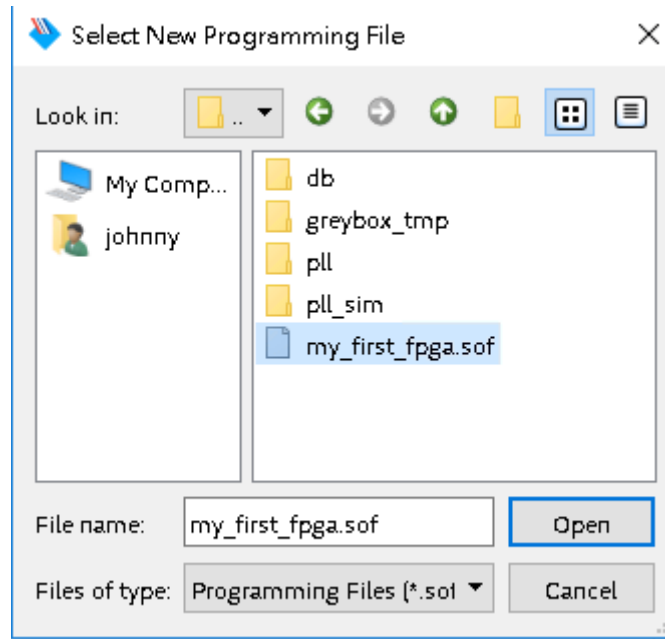 Select New Programming File
Look in:
..
My Comp...
johnny
db
greybox_tmp
pll
pll_sim
my_first_fpga.sof
File name: my_first_fpga.sof Open
Files of type: Programming Files (*.sof Cancel